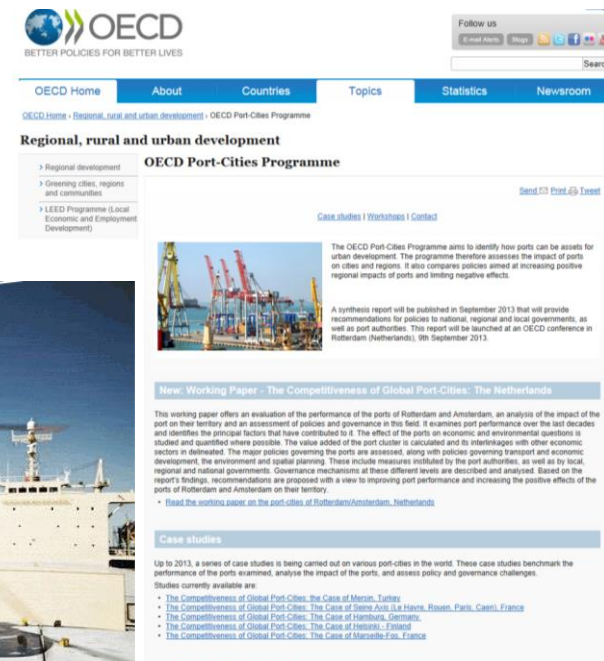 OECD
BETTER POLICIES FOR BETTER LIVES
Follow us
E-mail Alerts Blogs
OECD Home About Countries Topics Statistics Newsroom
OECD Home › Regional, rural and urban development › OECD Port-Cities Programme
Regional, rural and urban development
› Regional development
› Greening cities, regions
and communities
› LEED Programme (Local
Economic and Employment
Development)
OECD Port-Cities Programme
Send Print Tweet
Case studies | Workshops | Contact
The OECD Port-Cities Programme aims to identify how ports can be assets for
urban development. The programme therefore assesses the impact of ports
on cities and regions. It also compares policies aimed at increasing positive
regional impacts of ports and limiting negative effects.
A synthesis report will be published in September 2013 that will provide
recommendations for policies to national, regional and local governments, as
well as port authorities. This report will be launched at an OECD conference in
Rotterdam (Netherlands), 9th September 2013.
New: Working Paper - The Competitiveness of Global Port-Cities: The Netherlands
This working paper offers an evaluation of the performance of the ports of Rotterdam and Amsterdam, an analysis of the impact of the
port on their territory and an assessment of policies and governance in this field. It examines port performance over the last decades
and identifies the principal factors that have contributed to it. The effect of the ports on economic and environmental questions is
studied and quantified where possible. The value added of the port cluster is calculated and its interlinkages with other economic
sectors in delineated. The major policies governing the ports are assessed, along with policies governing transport and economic
development, the environment and spatial planning. These include measures instituted by the port authorities, as well as by local,
regional and national governments. Governance mechanisms at these different levels are described and analysed. Based on the
report's findings, recommendations are proposed with a view to improving port performance and increasing the positive effects of the
ports of Rotterdam and Amsterdam on their territory.
• Read the working paper on the port-cities of Rotterdam/Amsterdam, Netherlands
Case studies
Up to 2013, a series of case studies is being carried out on various port-cities in the world. These case studies benchmark the
performance of the ports examined, analyse the impact of the ports, and assess policy and governance challenges.
Studies currently available are:
• The Competitiveness of Global Port-Cities: the Case of Mersin, Turkey
• The Competitiveness of Global Port-Cities: The Case of Seine Axis (Le Havre, Rouen, Paris, Caen), France
• The Competitiveness of Global Port-Cities: The Case of Hamburg, Germany
• The Competitiveness of Global Port-Cities: The Case of Helsinki - Finland
• The Competitiveness of Global Port-Cities: The Case of Marseille-Fos, France